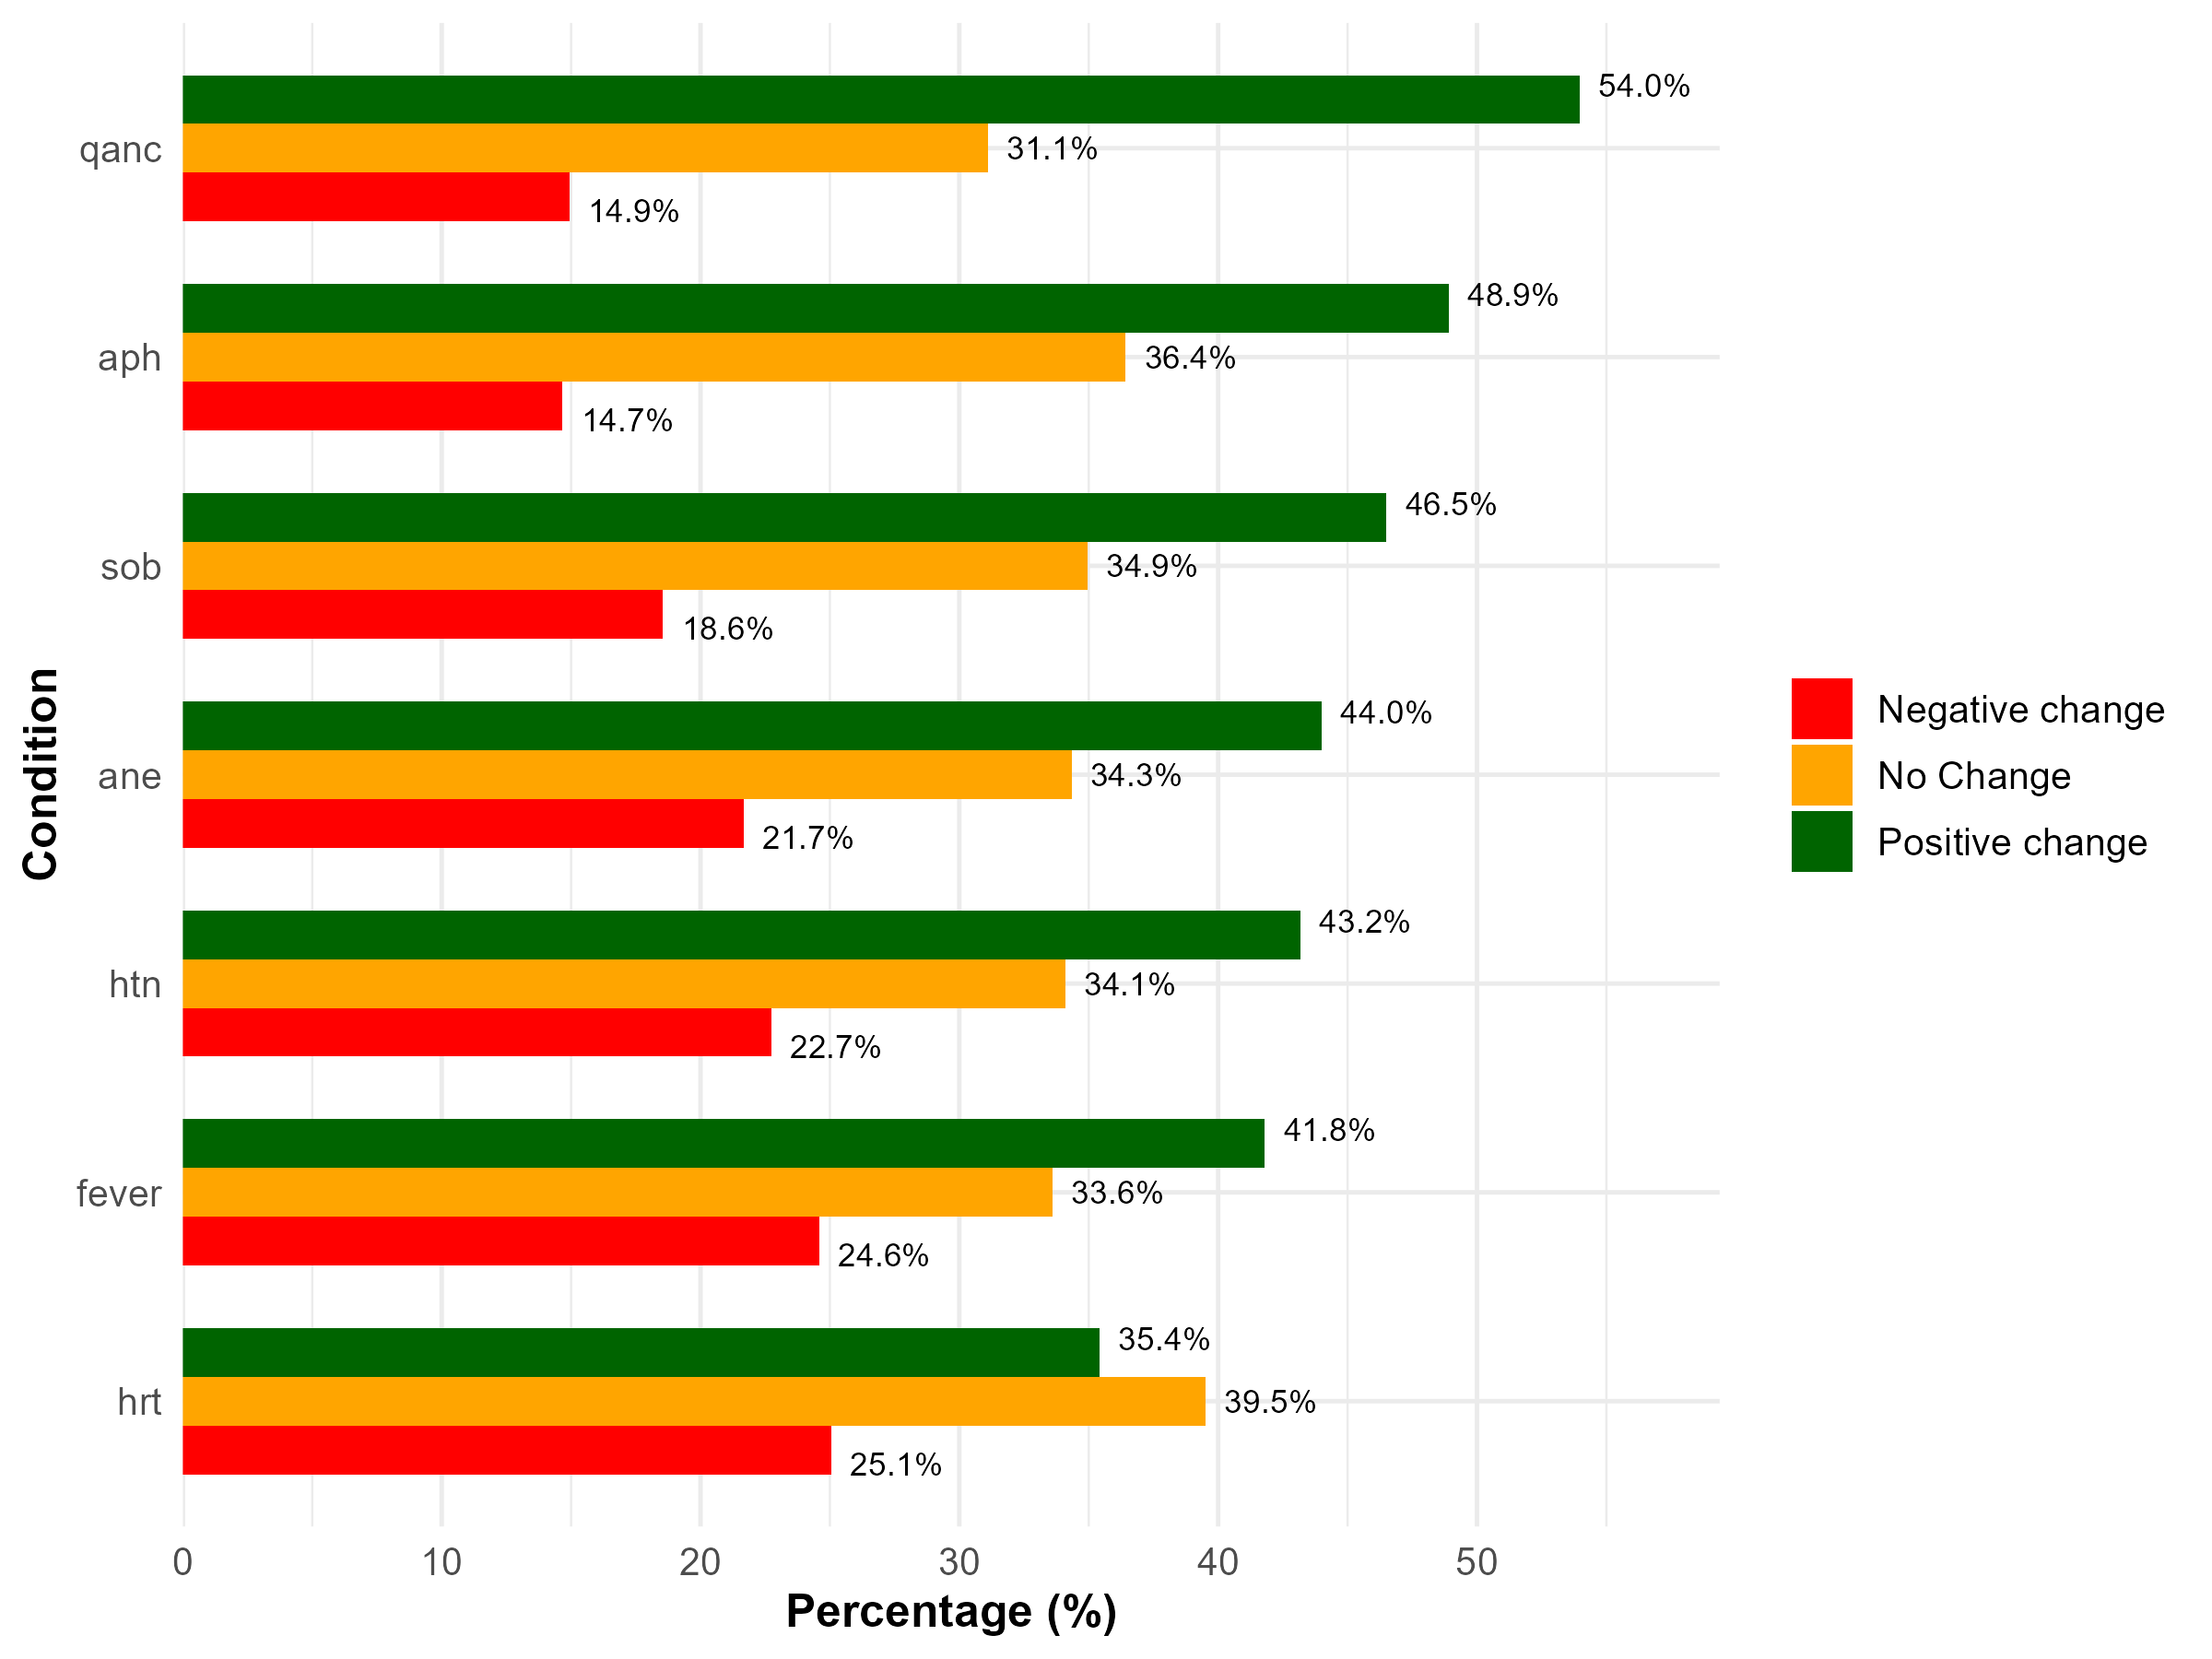 54.0%
qanc
31.1%
14.9%
48.9%
aph
36.4%
14.7%
46.5%
sob
34.9%
18.6%
44.0%
ane
34.3%
21.7%
43.2%
htn
34.1%
22.7%
41.8%
fever
33.6%
24.6%
35.4%
hrt
39.5%
25.1%
0 10 20 30 40 50
Percentage (%)
Condition
Negative change
No Change
Positive change